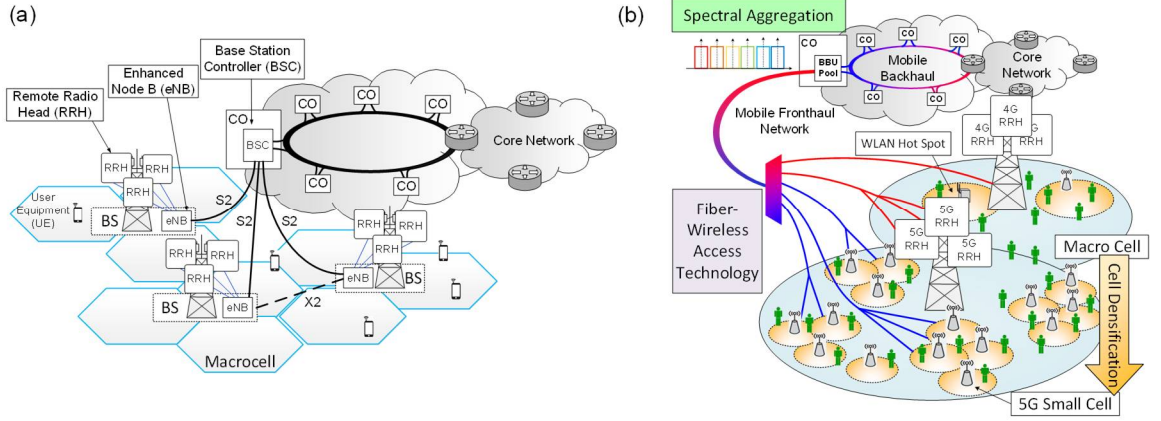 (a)
Base Station
Controller (BSC)
Enhanced
Node B (eNB)
Remote Radio
Head (RRH)
CO
BSC
CO
CO
CO
CO
CO
Core Network
RRH
RRH
RRH
User
Equipment (UE)
BS
eNB
S2
S2
S2
RRH
RRH
RRH
BS
eNB
RRH
RRH
RRH
eNB
BS
X2
Macrocell
(b)
Spectral Aggregation
CO
BBU
Pool
CO
CO
CO
CO
CO
Mobile
Backhaul
Core
Network
Mobile Fronthaul
Network
WLAN Hot Spot
4G
RRH
4G
RRH
G
RRH
Fiber-
Wireless
Access
Technology
5G
RRH
5G
RRH
5G
RRH
Macro Cell
Cell Densification
5G Small Cell